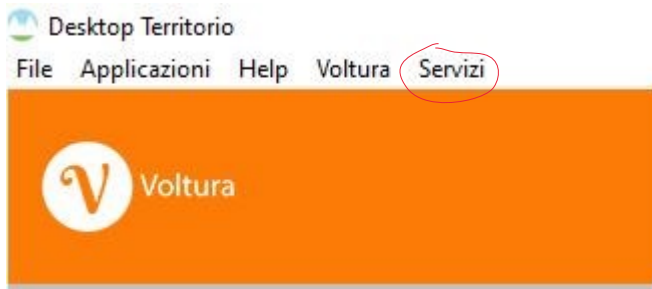 Desktop Territorio
File Applicazioni Help Voltura Servizi
V Voltura